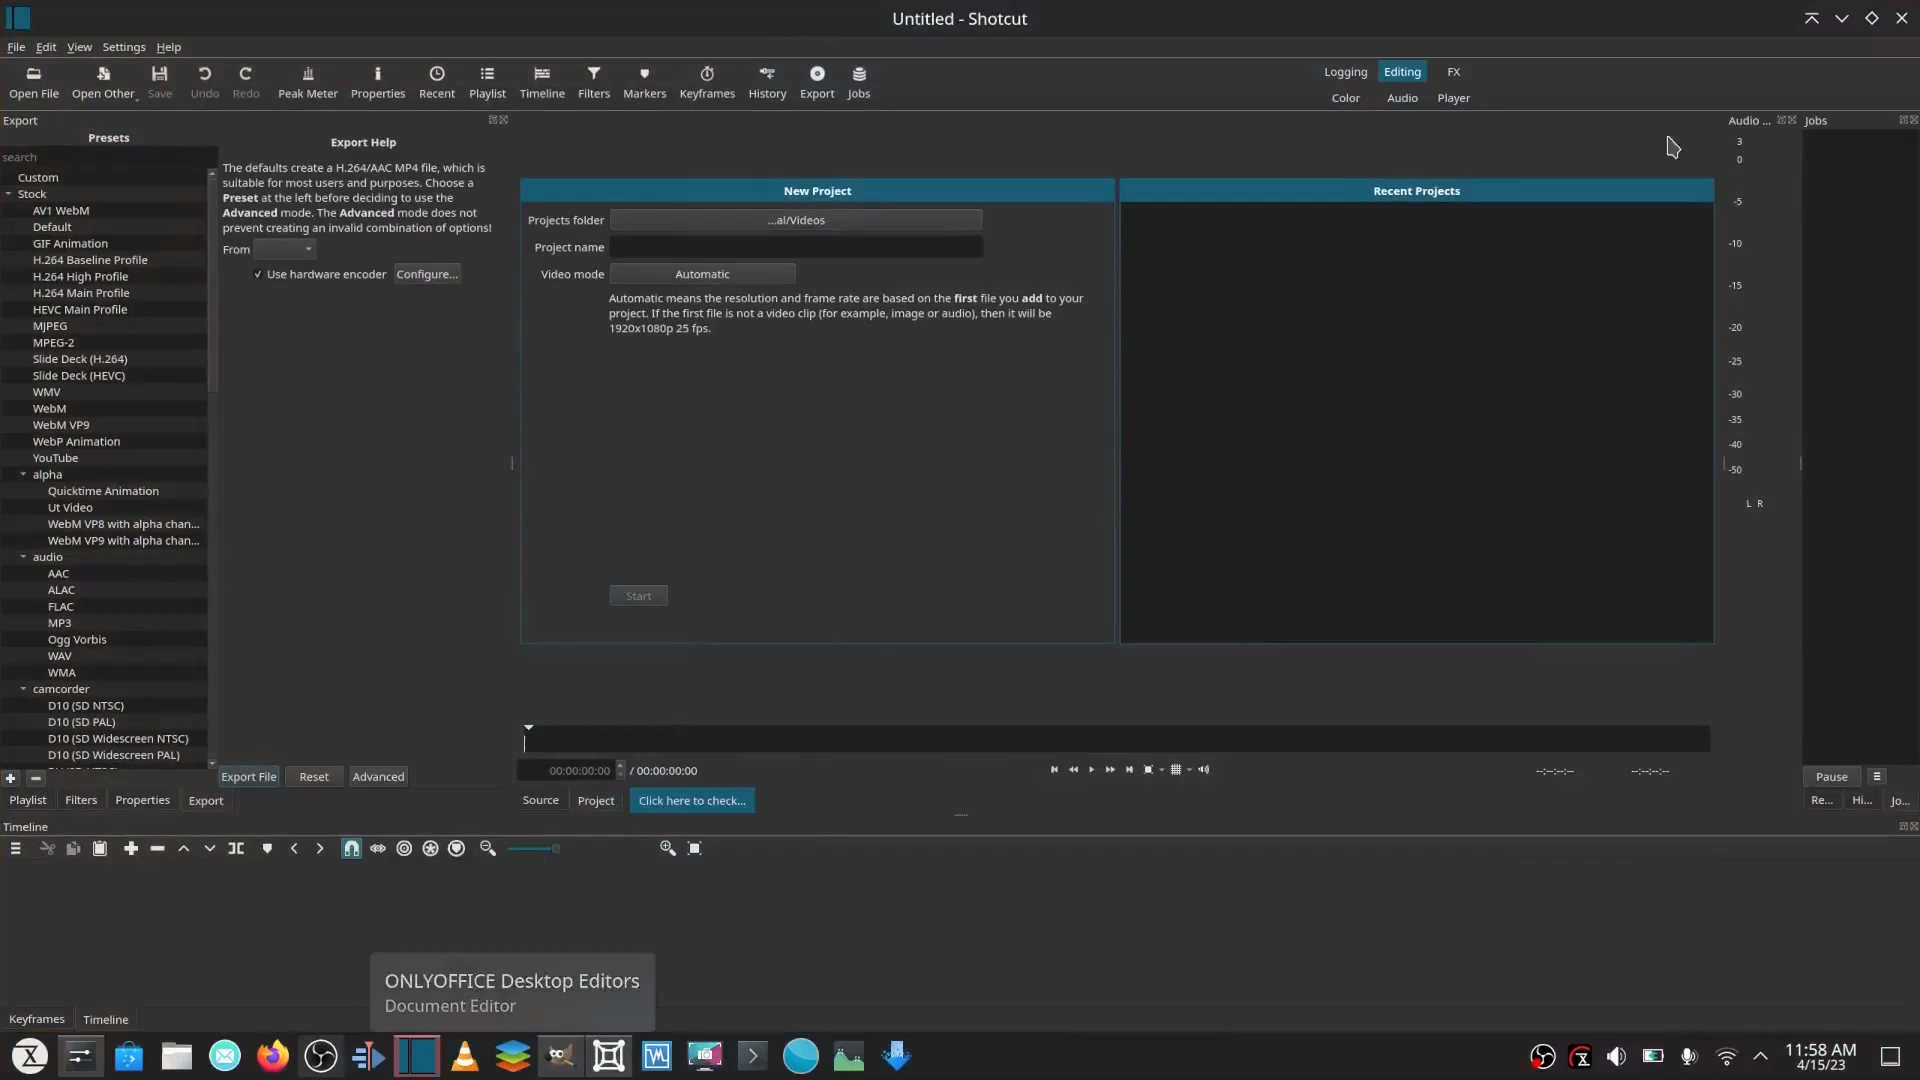 Untitled - Shotcut
File Edit View Settings Help
Open File Open Other Save Undo Redo Peak Meter Properties Recent Playlist Timeline Filters Markers Keyframes History Export Jobs
Logging Editing FX
Color Audio Player
Export
Presets
search
Custom
Stock
AV1 WebM
Default
GIF Animation
H.264 Baseline Profile
H.264 High Profile
H.264 Main Profile
HEVC Main Profile
MJPEG
MPEG-2
Slide Deck (H.264)
Slide Deck (HEVC)
WMV
WebM
WebM VP9
WebP Animation
YouTube
alpha
Quicktime Animation
Ut Video
WebM VP8 with alpha chan...
WebM VP9 with alpha chan...
audio
AAC
ALAC
FLAC
MP3
Ogg Vorbis
WAV
WMA
camcorder
D10 (SD NTSC)
D10 (SD PAL)
D10 (SD Widescreen NTSC)
D10 (SD Widescreen PAL)
Export Help
The defaults create a H.264/AAC MP4 file, which is
suitable for most users and purposes. Choose a
Preset at the left before deciding to use the
Advanced mode. The Advanced mode does not
prevent creating an invalid combination of options!
From
Use hardware encoder Configure...
Export File Reset Advanced
Playlist Filters Properties Export
New Project
Projects folder ...al/Videos
Project name
Video mode Automatic
Automatic means the resolution and frame rate are based on the first file you add to your
project. If the first file is not a video clip (for example, image or audio), then it will be
1920x1080p 25 fps.
Start
Recent Projects
00:00:00:00 / 00:00:00:00
--:--:--:-- --:--:--:--
Source Project Click here to check...
Audio ...
3
0
-5
-10
-15
-20
-25
-30
-35
-40
-50
L R
Jobs
Pause
Re... Hi... Jo...
Timeline
ONLYOFFICE Desktop Editors
Document Editor
Keyframes Timeline
11:58 AM
4/15/23